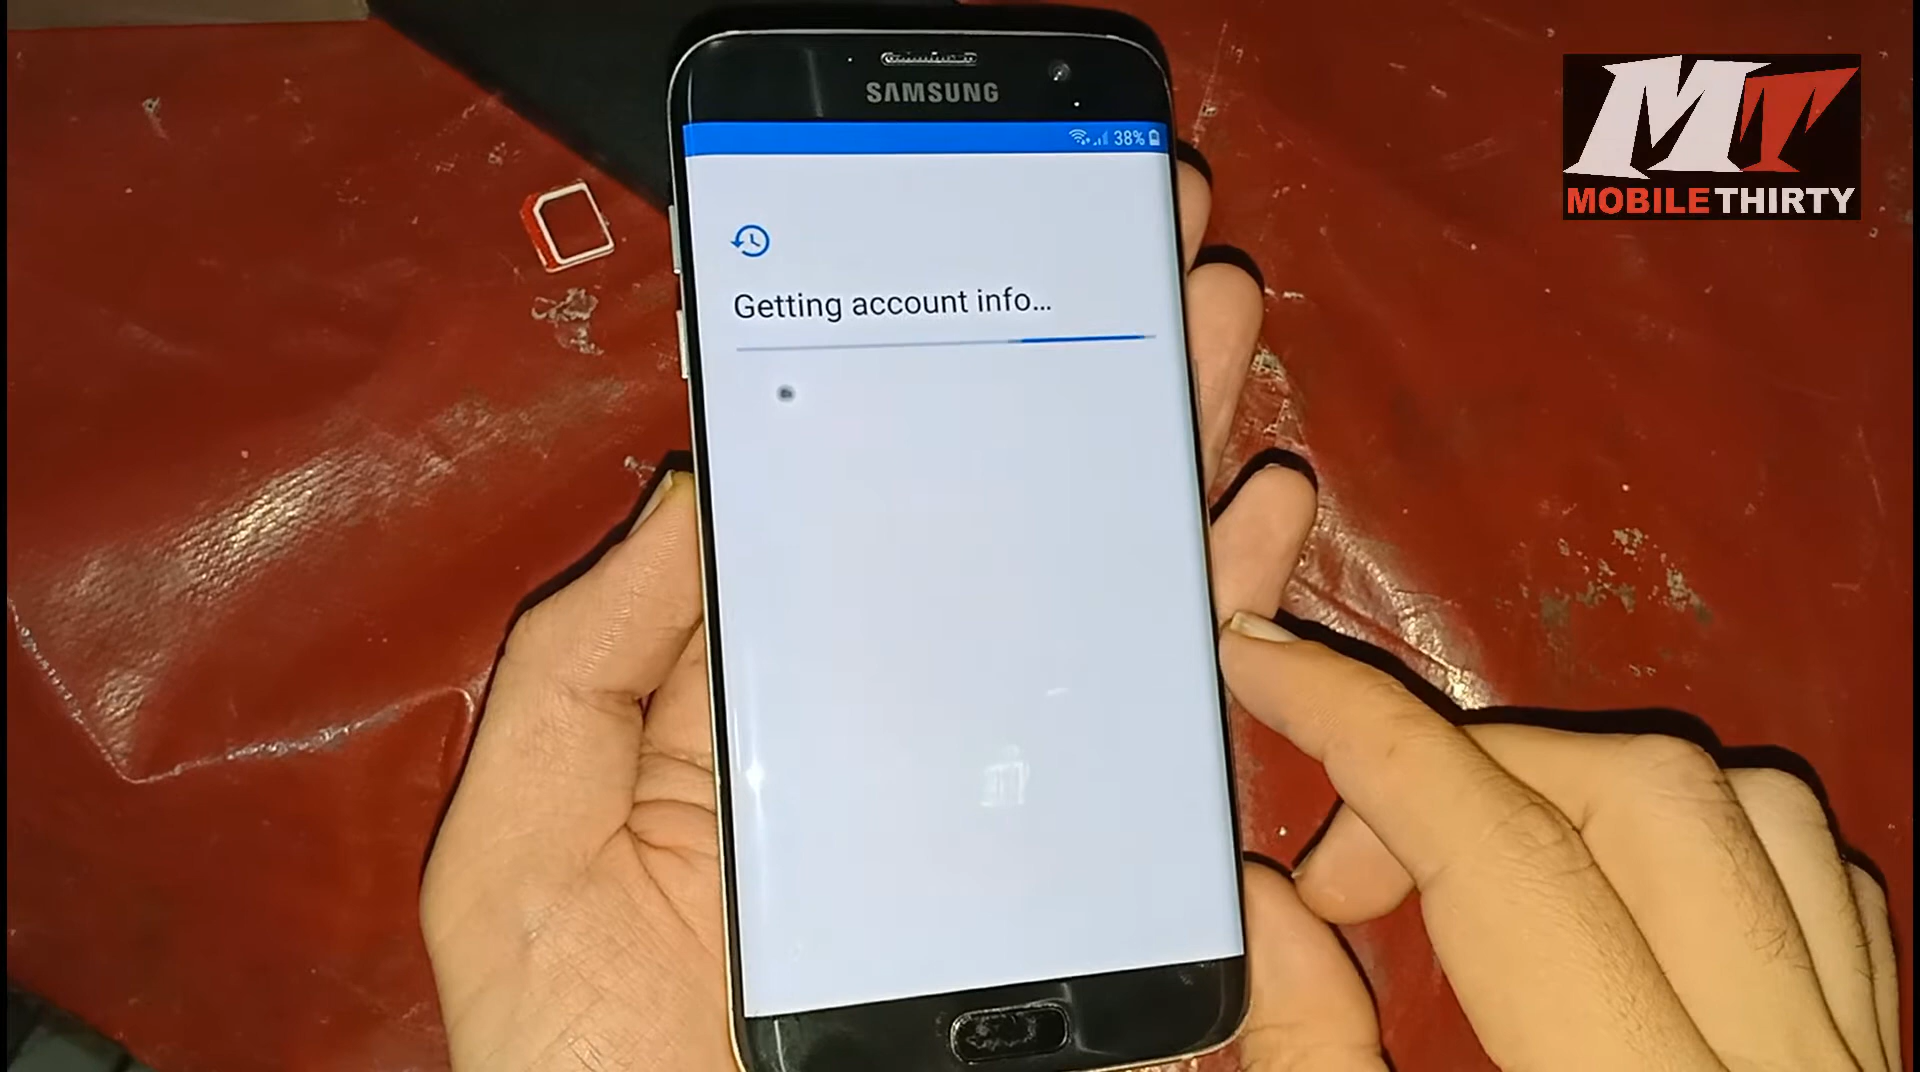 SAMSUNG
38%
Getting account info...
MT
MOBILETHIRTY